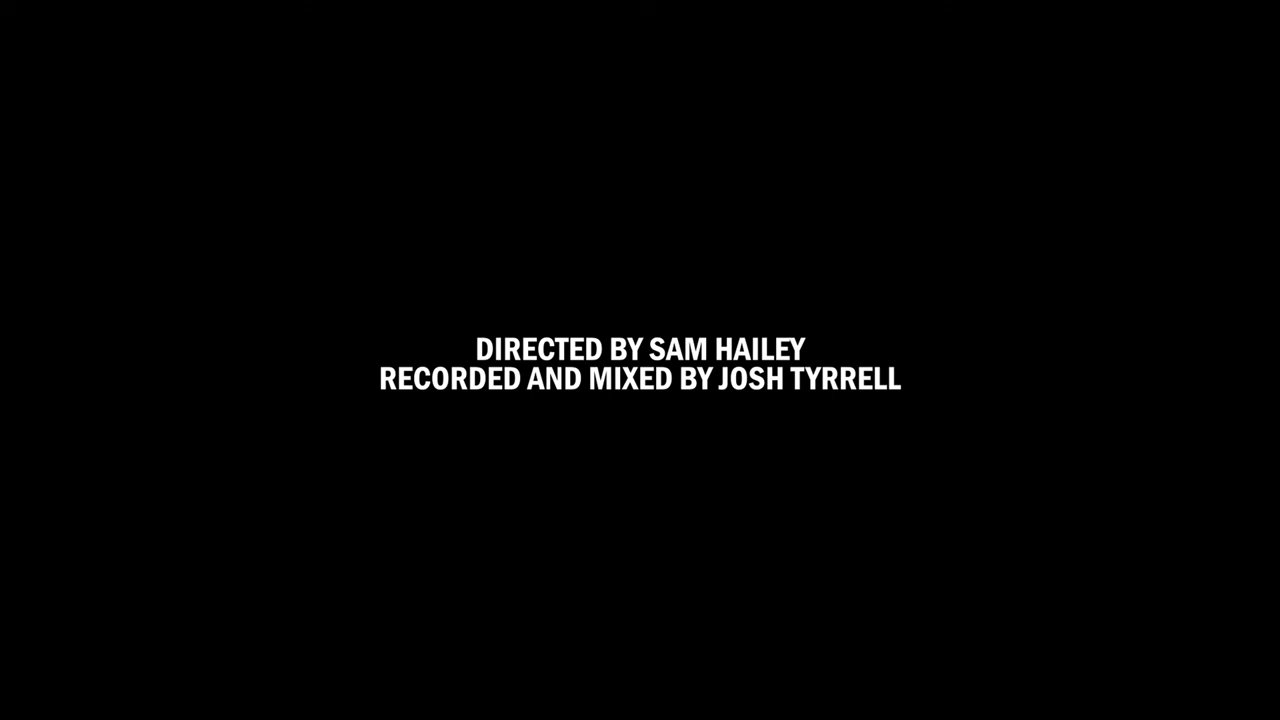 DIRECTED BY SAM HAILEY
RECORDED AND MIXED BY JOSH TYRRELL